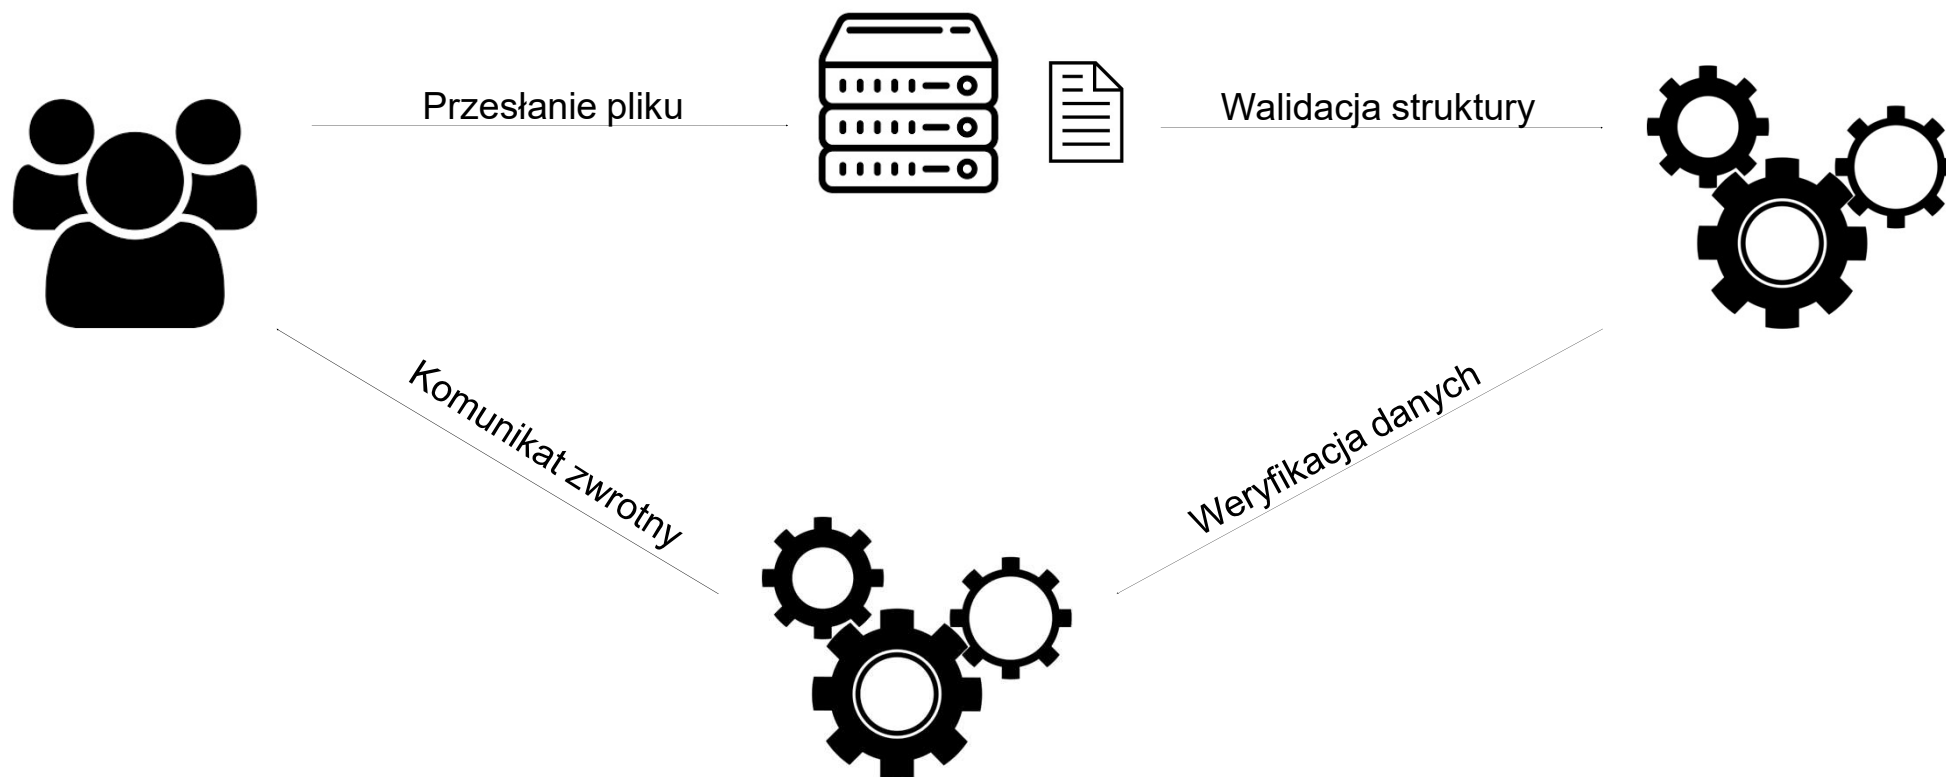 Przesłanie pliku
Walidacja struktury
Komunikat zwrotny
Weryfikacja danych